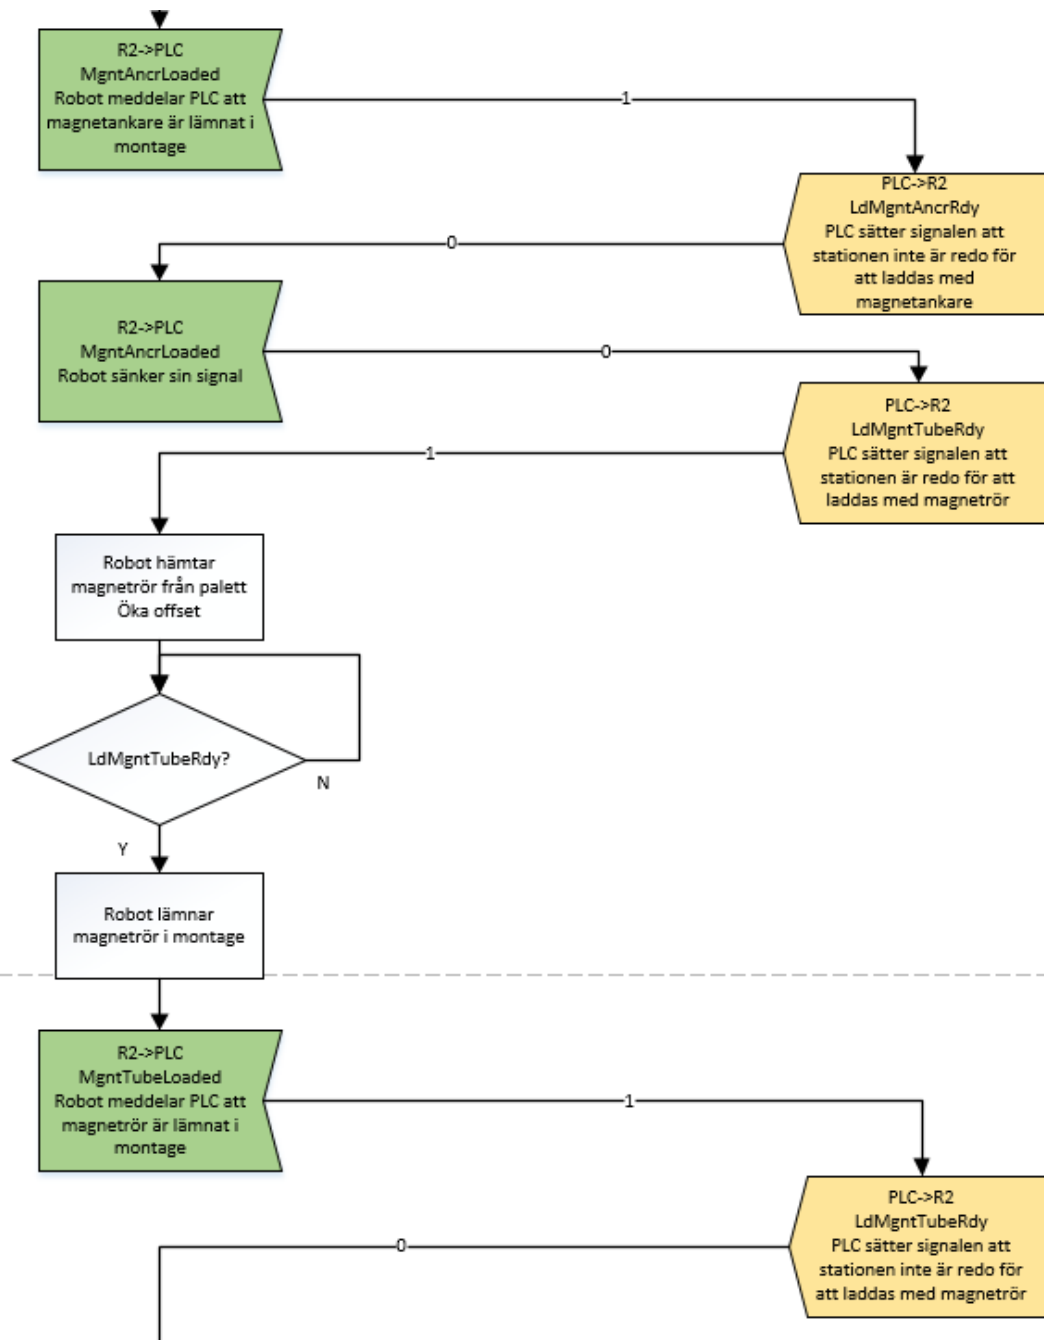 R2->PLC
MgntAncrLoaded
Robot meddelar PLC att
magnetankare är lämnat i
montage
1
PLC->R2
LdMgntAncrRdy
PLC sätter signalen att
stationen inte är redo för
att laddas med
magnetankare
0
R2->PLC
MgntAncrLoaded
Robot sänker sin signal
0
PLC->R2
LdMgntTubeRdy
PLC sätter signalen att
stationen är redo för att
laddas med magnetrör
1
Robot hämtar
magnetrör från palett
Öka offset
LdMgntTubeRdy?
N
Y
Robot lämnar
magnetrör i montage
R2->PLC
MgntTubeLoaded
Robot meddelar PLC att
magnetrör är lämnat i
montage
1
PLC->R2
LdMgntTubeRdy
PLC sätter signalen att
stationen inte är redo för
att laddas med magnetrör
0